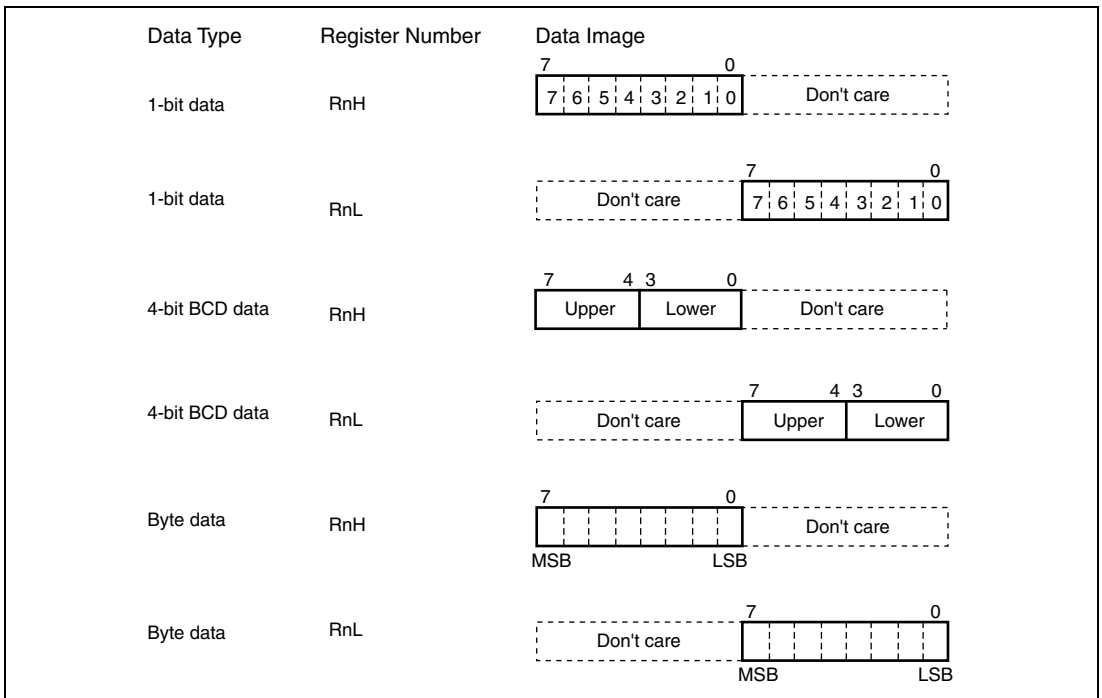 Data Type Register Number Data Image
7 0
1-bit data RnH 7 6 5 4 3 2 1 0 Don't care
7 0
1-bit data RnL Don't care 7 6 5 4 3 2 1 0
7 4 3 0
4-bit BCD data RnH Upper Lower Don't care
7 4 3 0
4-bit BCD data RnL Don't care Upper Lower
7 0
Byte data RnH Don't care
MSB LSB
7 0
Byte data RnL Don't care
MSB LSB